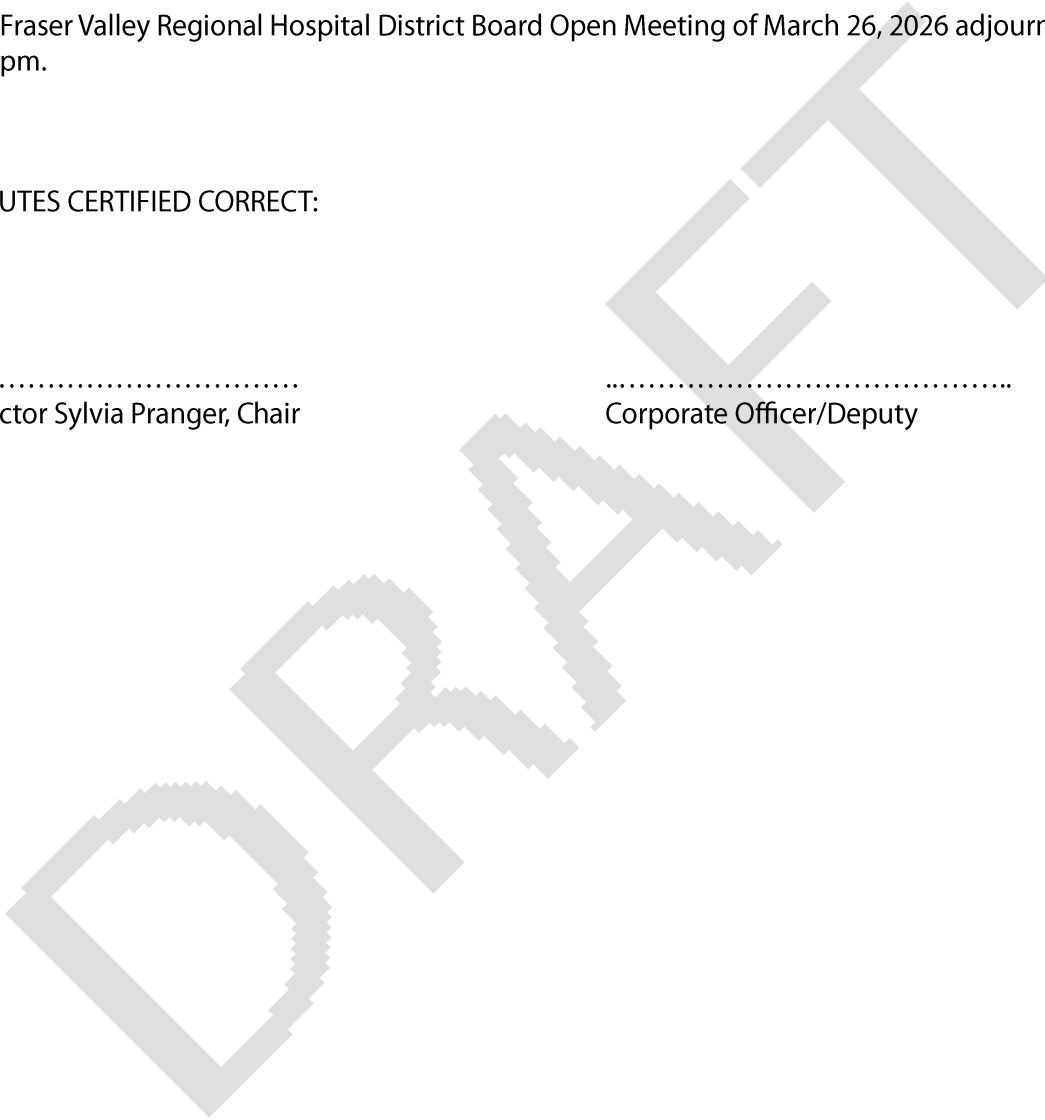 Fraser Valley Regional Hospital District Board Open Meeting of March 26, 2026 adjourn
pm.
UTES CERTIFIED CORRECT:
…………………………
..…………………………………..
ctor Sylvia Pranger, Chair
Corporate Officer/Deputy
DRAFT